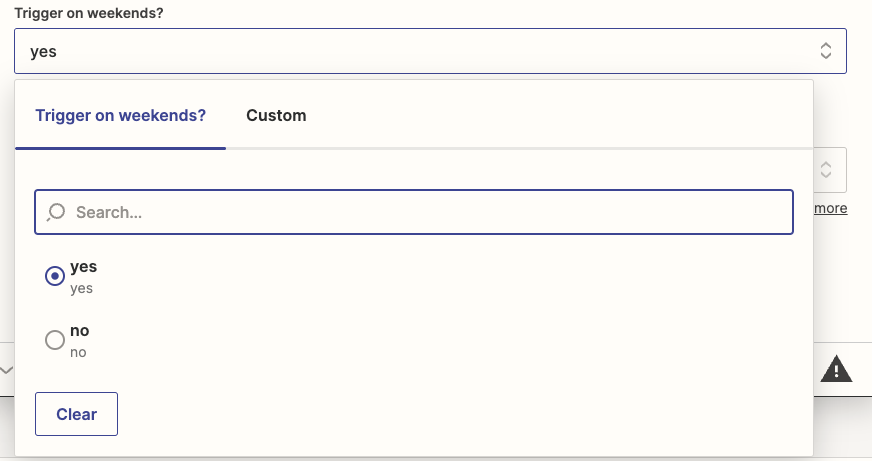 Trigger on weekends?
yes
Trigger on weekends? Custom
more
Search...
yes
yes
no
no
Clear